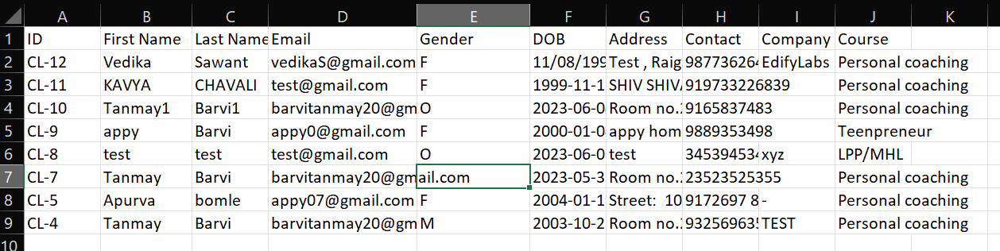 A B C D E F G H I J K
1 ID First Name Last Name Email Gender DOB Address Contact Company Course
2 CL-12 Vedika Sawant vedikaS@gmail.com F 11/08/199 Test , Raig 987736264 EdifyLabs Personal coaching
3 CL-11 KAVYA CHAVALI test@gmail.com F 1999-11-1 SHIV SHIVA 919733226839 Personal coaching
4 CL-10 Tanmay1 Barvi1 barvitanmay20@gm O 2023-06-0 Room no. 9165837483 Personal coaching
5 CL-9 appy Barvi appy0@gmail.com F 2000-01-0 appy hom 9889353498 Teenpreneur
6 CL-8 test test test@gmail.com O 2023-06-0 test 345394534 xyz LPP/MHL
7 CL-7 Tanmay Barvi barvitanmay20@gmail.com 2023-05-3 Room no. 23523525355 Personal coaching
8 CL-5 Apurva bomle appy07@gmail.com F 2004-01-1 Street: 10 9172697 8 - Personal coaching
9 CL-4 Tanmay Barvi barvitanmay20@gm M 2003-10-2 Room no. 932569635 TEST Personal coaching
10